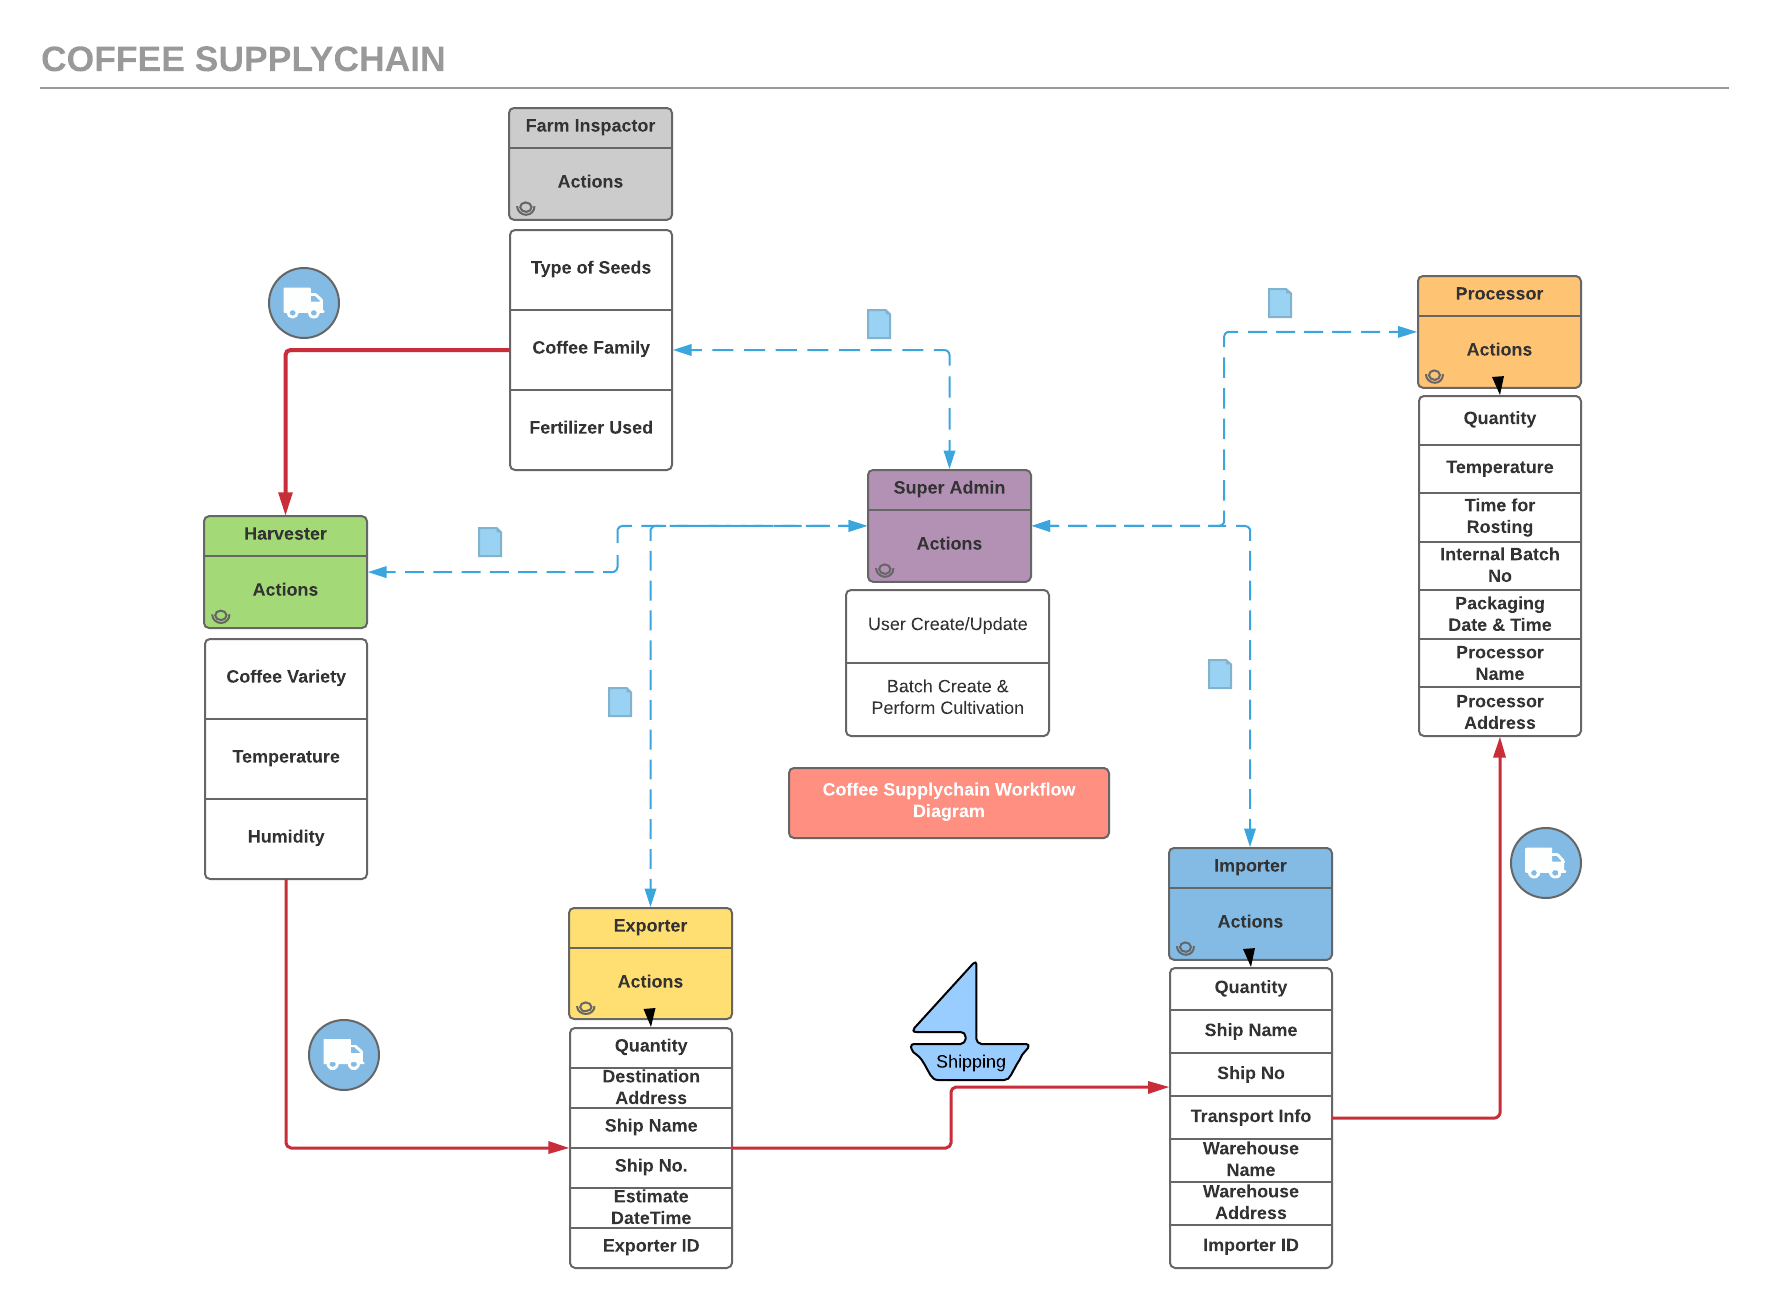 COFFEE SUPPLYCHAIN
Farm Inspactor
Actions
Type of Seeds
Coffee Family
Fertilizer Used
Harvester
Actions
Coffee Variety
Temperature
Humidity
Super Admin
Actions
User Create/Update
Batch Create &
Perform Cultivation
Coffee Supplychain Workflow
Diagram
Processor
Actions
Quantity
Temperature
Time for
Rosting
Internal Batch
No
Packaging
Date & Time
Processor
Name
Processor
Address
Exporter
Actions
Quantity
Destination
Address
Ship Name
Ship No.
Estimate
DateTime
Exporter ID
Shipping
Importer
Actions
Quantity
Ship Name
Ship No
Transport Info
Warehouse
Name
Warehouse
Address
Importer ID